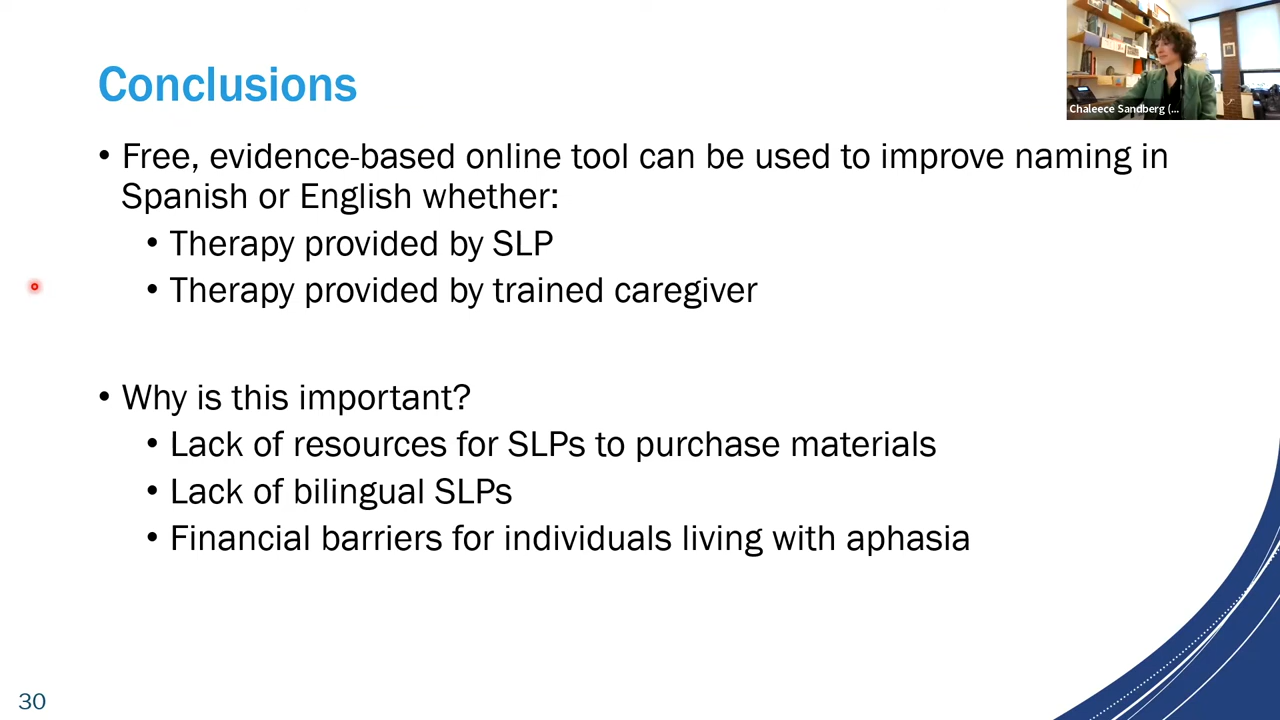 Chaleece Sandberg (...
Conclusions
• Free, evidence-based online tool can be used to improve naming in
Spanish or English whether:
• Therapy provided by SLP
• Therapy provided by trained caregiver
• Why is this important?
• Lack of resources for SLPs to purchase materials
• Lack of bilingual SLPs
• Financial barriers for individuals living with aphasia
30